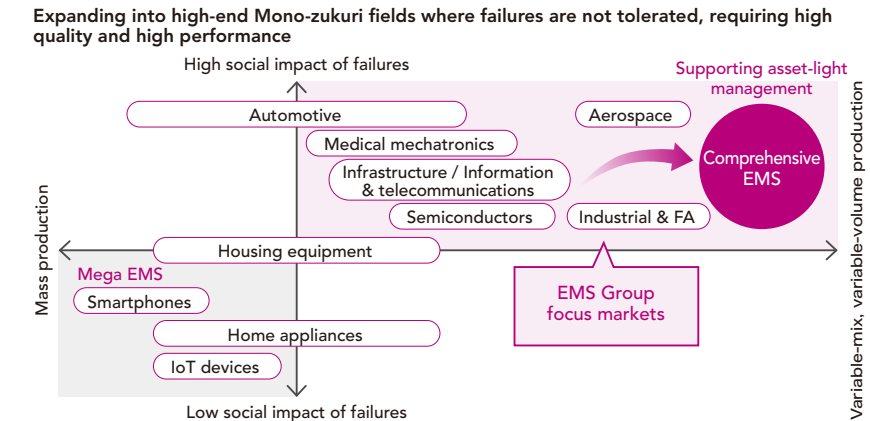 Expanding into high-end Mono-zukuri fields where failures are not tolerated, requiring high
quality and high performance
High social impact of failures
Supporting asset-light
management
Automotive
Aerospace
Medical mechatronics
Comprehensive
EMS
Infrastructure / Information
& telecommunications
Semiconductors
Industrial & FA
Mass production
Variable-mix, variable-volume production
Housing equipment
Mega EMS
Smartphones
EMS Group
focus markets
Home appliances
IoT devices
Low social impact of failures